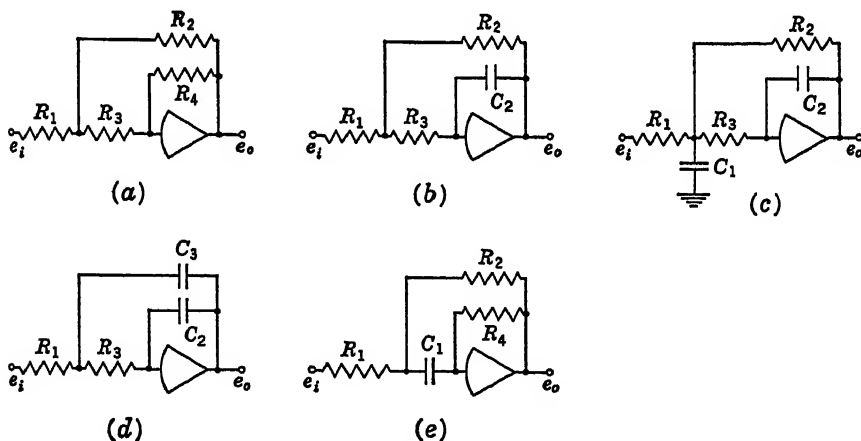 R₂
R₄
R₁ R₃
eᵢ eₒ
(a)
R₂
C₂
R₁ R₃
eᵢ eₒ
(b)
R₂
C₂
R₁ R₃
eᵢ C₁ eₒ
(c)
C₃
C₂
R₁ R₃
eᵢ eₒ
(d)
R₂
R₄
R₁ C₁
eᵢ eₒ
(e)